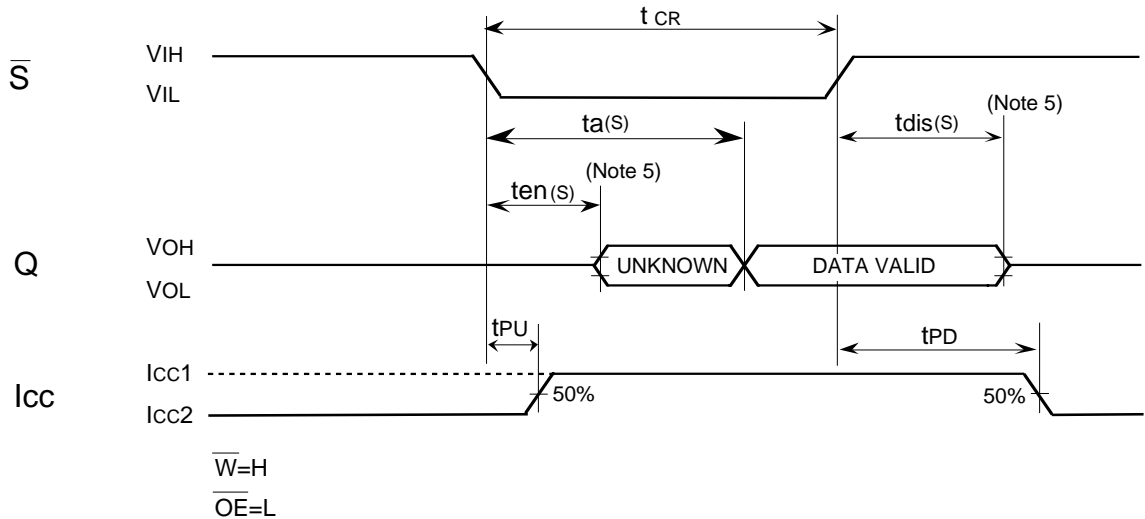 t CR
S
VIH
VIL
(Note 5)
ta(S)
tdis(S)
(Note 5)
ten (S)
Q
VOH
UNKNOWN
DATA VALID
VOL
tPU
tPD
Icc
Icc1
50%
50%
Icc2
W=H
OE=L